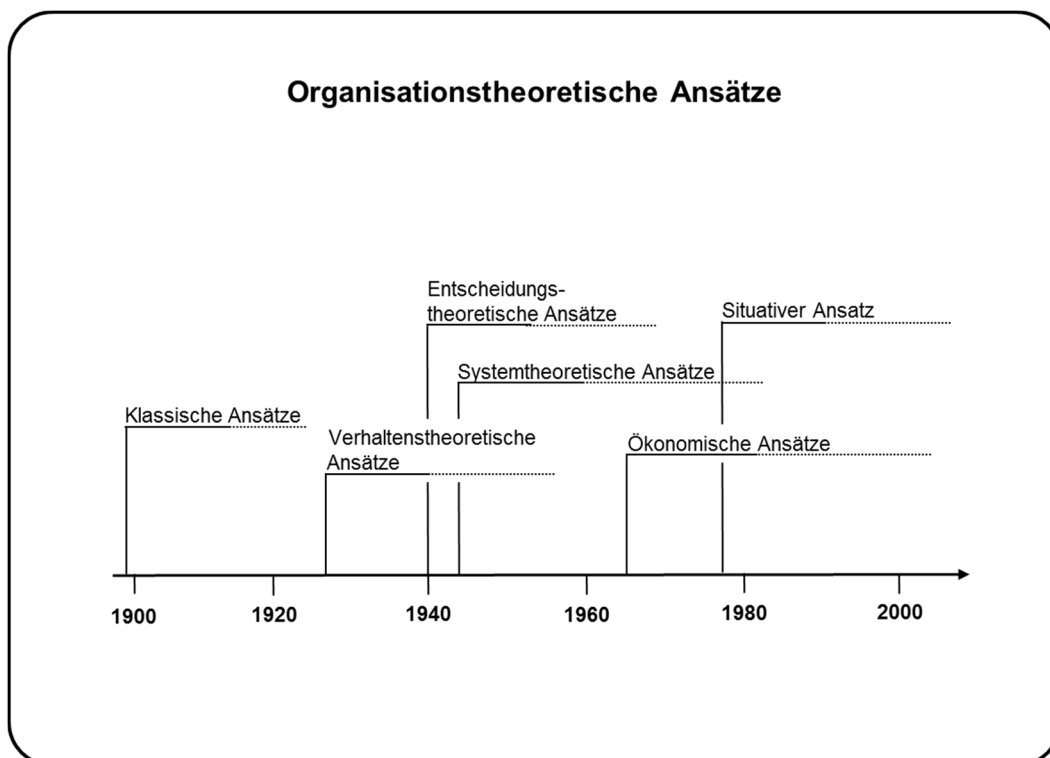 Organisationstheoretische Ansätze
Entscheidungs-
theoretische Ansätze
Situativer Ansatz
Systemtheoretische Ansätze
Klassische Ansätze
Verhaltenstheoretische
Ansätze
Ökonomische Ansätze
1900
1920
1940
1960
1980
2000